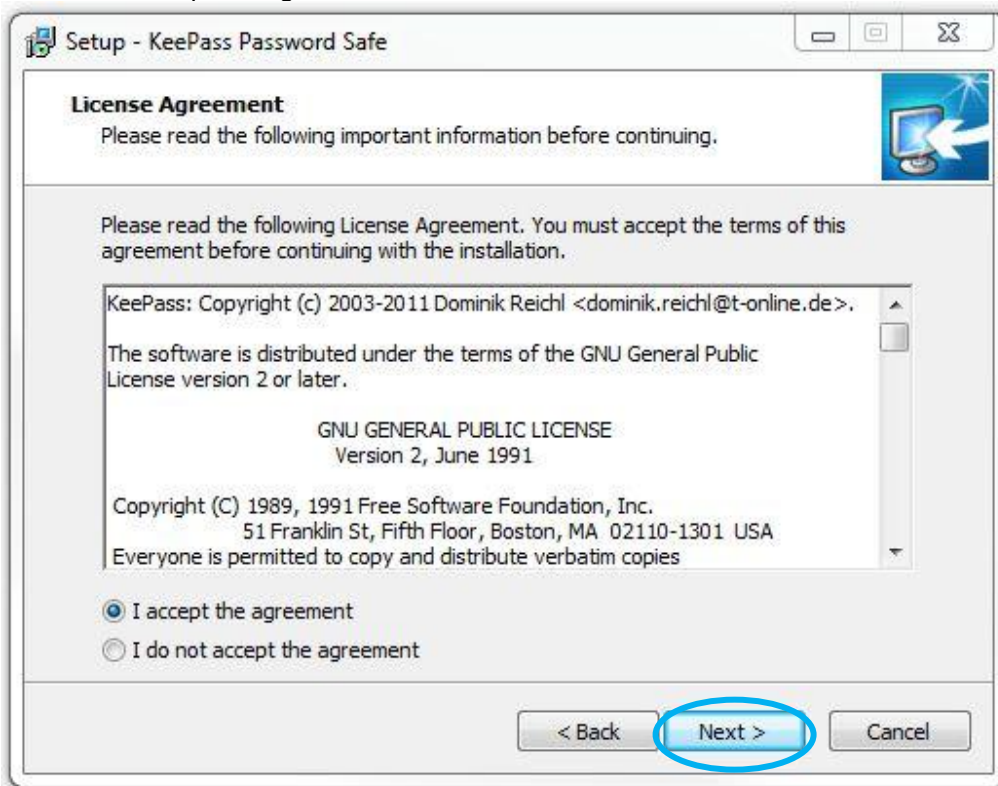 Setup - KeePass Password Safe
License Agreement
Please read the following important information before continuing.
Please read the following License Agreement. You must accept the terms of this
agreement before continuing with the installation.
KeePass: Copyright (c) 2003-2011 Dominik Reichl <dominik.reichl@t-online.de>.
The software is distributed under the terms of the GNU General Public
License version 2 or later.
GNU GENERAL PUBLIC LICENSE
Version 2, June 1991
Copyright (C) 1989, 1991 Free Software Foundation, Inc.
51 Franklin St, Fifth Floor, Boston, MA 02110-1301 USA
Everyone is permitted to copy and distribute verbatim copies
I accept the agreement
I do not accept the agreement
< Back Next > Cancel